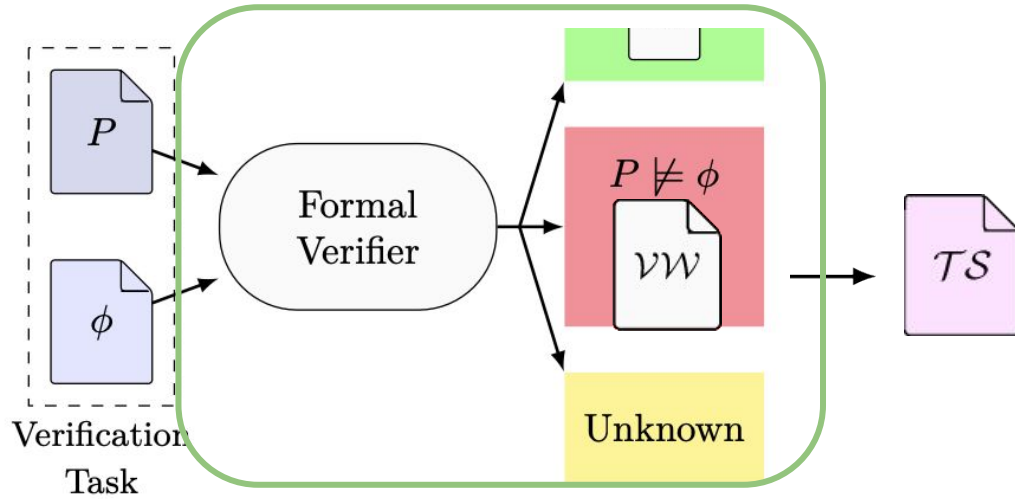 P
ϕ
Verification
Task
Formal
Verifier
P ⊭ ϕ
𝒱𝒲
Unknown
𝒯𝒮